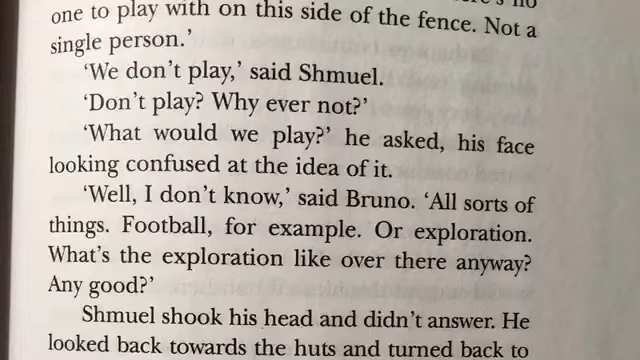 no
one to play with on this side of the fence. Not a
single person.’
‘We don’t play,’ said Shmuel.
‘Don’t play? Why ever not?’
‘What would we play?’ he asked, his face
looking confused at the idea of it.
‘Well, I don’t know,’ said Bruno. ‘All sorts of
things. Football, for example. Or exploration.
What’s the exploration like over there anyway?
Any good?’
Shmuel shook his head and didn’t answer. He
looked back towards the huts and turned back to